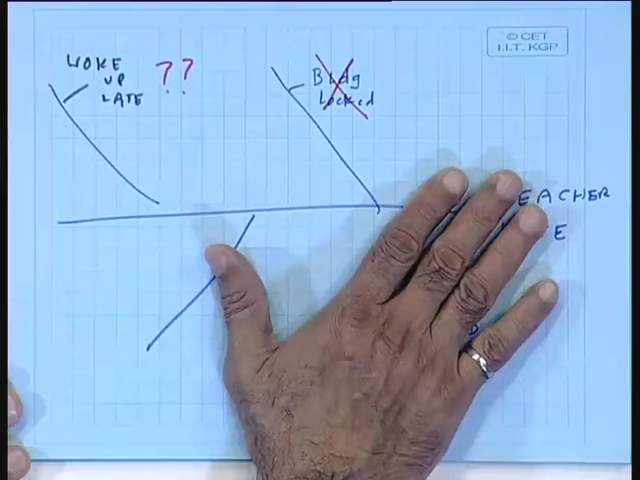 © CET
I.I.T. KGP
WOKE
UP
LATE
??
Bldg
Locked
EACHER
E